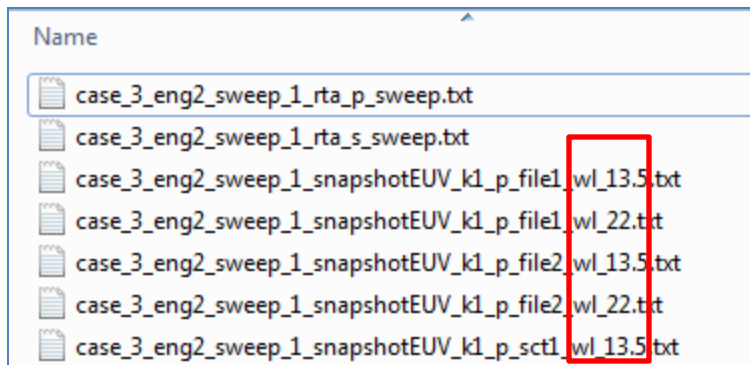 Name
case_3_eng2_sweep_1_rta_p_sweep.txt
case_3_eng2_sweep_1_rta_s_sweep.txt
case_3_eng2_sweep_1_snapshotEUV_k1_p_file1_wl_13.5.txt
case_3_eng2_sweep_1_snapshotEUV_k1_p_file1_wl_22.txt
case_3_eng2_sweep_1_snapshotEUV_k1_p_file2_wl_13.5.txt
case_3_eng2_sweep_1_snapshotEUV_k1_p_file2_wl_22.txt
case_3_eng2_sweep_1_snapshotEUV_k1_p_sct1_wl_13.5.txt